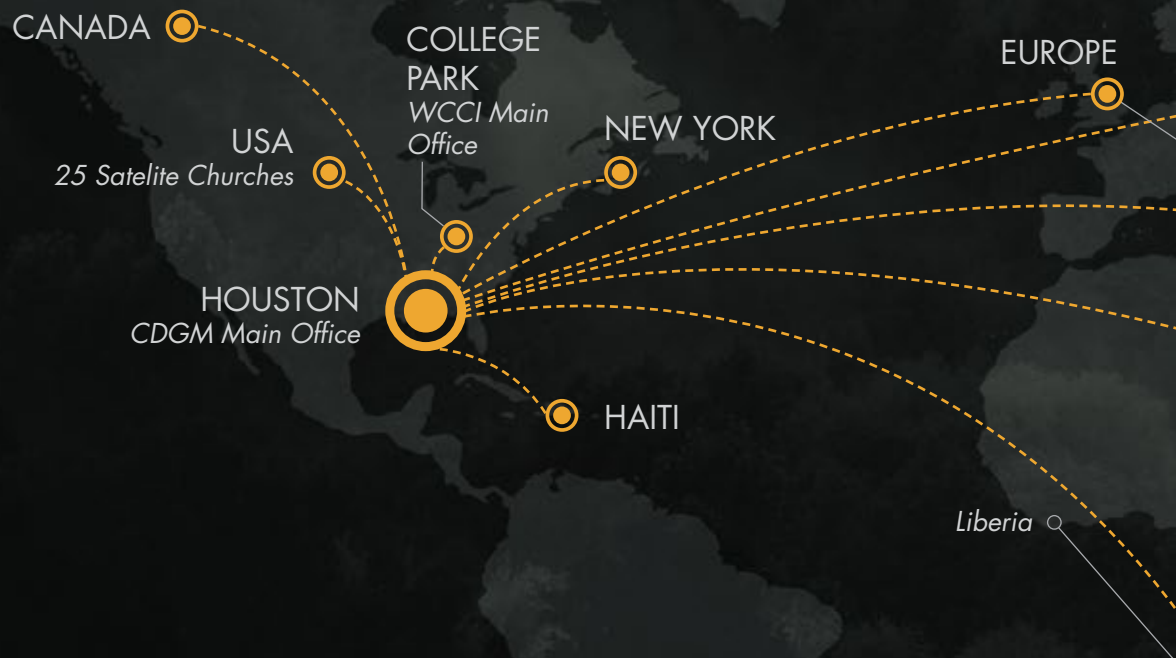 CANADA
COLLEGE
PARK
WCCI Main
Office
EUROPE
USA
25 Satelite Churches
NEW YORK
HOUSTON
CDGM Main Office
HAITI
Liberia